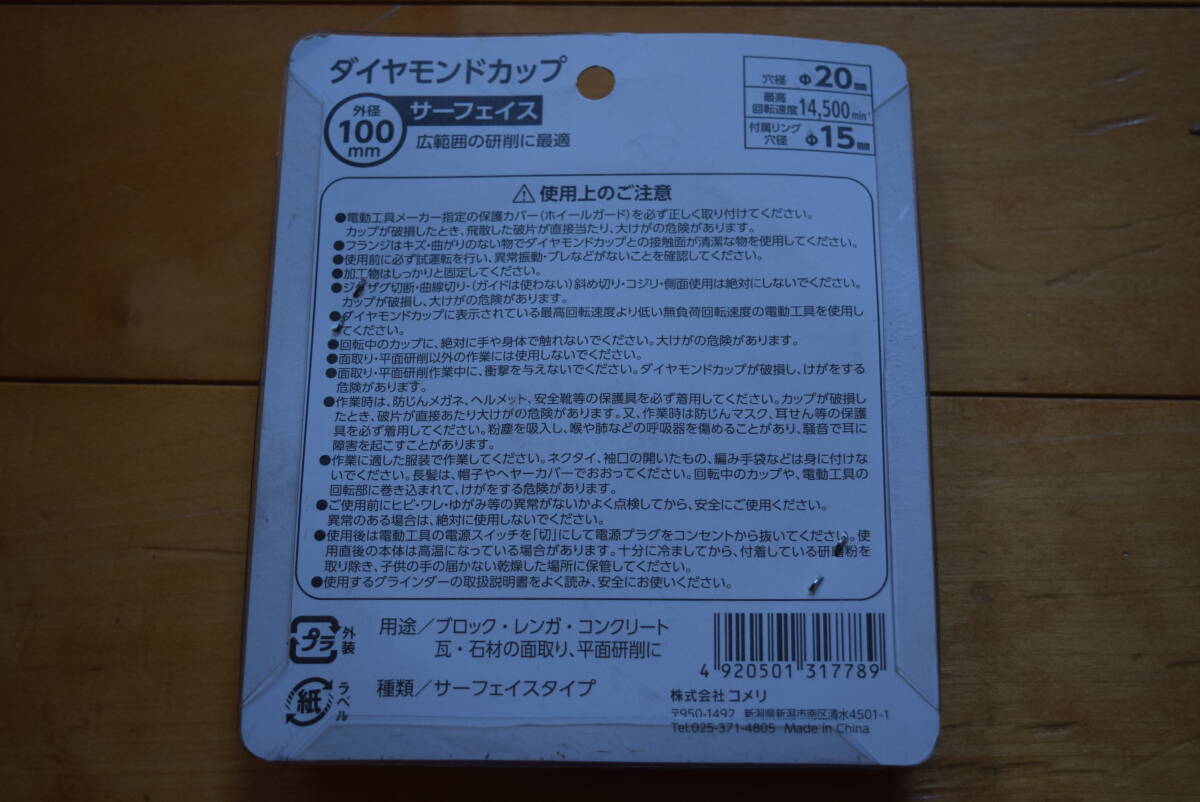 ダイヤモンドカップ
外径
100
mm
サーフェイス
広範囲の研削に最適
穴径 Φ20mm
最高
回転速度 14,500min⁻¹
付属リング
穴径 Φ15mm
⚠使用上のご注意
●電動工具メーカー指定の保護カバー(ホイールガード)を必ず正しく取り付けてください。
カップが破損したとき、飛散した破片が直接当たり、大けがの危険があります。
●フランジはキズ・曲がりのない物でダイヤモンドカップとの接触面が清潔な物を使用してください。
●使用前に必ず試運転を行い、異常振動・ブレなどがないことを確認してください。
●加工物はしっかりと固定してください。
●ジグザグ切断・曲線切り・(ガイドは使わない)斜め切り・コジリ・側面使用は絶対にしないでください。
カップが破損し、大けがの危険があります。
●ダイヤモンドカップに表示されている最高回転速度より低い無負荷回転速度の電動工具を使用し
てください。
●回転中のカップに、絶対に手や身体で触れないでください。大けがの危険があります。
●面取り・平面研削以外の作業には使用しないでください。
●面取り・平面研削作業中に、衝撃を与えないでください。ダイヤモンドカップが破損し、けがをする
危険があります。
●作業時は、防じんメガネ、ヘルメット、安全靴等の保護具を必ず着用してください。カップが破損し
たとき、破片が直接あたり大けがの危険があります。又、作業時は防じんマスク、耳せん等の保護
具を必ず着用してください。粉塵を吸入し、喉や肺などの呼吸器を傷めることがあり、騒音で耳に
障害を起こすことがあります。
●作業に適した服装で作業してください。ネクタイ、袖口の開いたもの、編み手袋などは身に付けな
いでください。長髪は、帽子やヘヤーカバーでおおってください。回転中のカップや、電動工具の
回転部に巻き込まれて、けがをする危険があります。
●ご使用前にヒビ・ワレ・ゆがみ等の異常がないかよく点検してから、安全にご使用ください。
異常のある場合は、絶対に使用しないでください。
●使用後は電動工具の電源スイッチを「切」にして電源プラグをコンセントから抜いてください。使
用直後の本体は高温になっている場合があります。十分に冷ましてから、付着している研磨粉を
取り除き、子供の手の届かない乾燥した場所に保管してください。
●使用するグラインダーの取扱説明書をよく読み、安全にお使いください。
プラ 外装
用途/ブロック・レンガ・コンクリート
瓦・石材の面取り、平面研削に
紙 ラベル
種類/サーフェイスタイプ
4 920501 317789
株式会社 コメリ
〒950-1492 新潟県新潟市南区清水4501-1
Tel.025-371-4805 Made in China